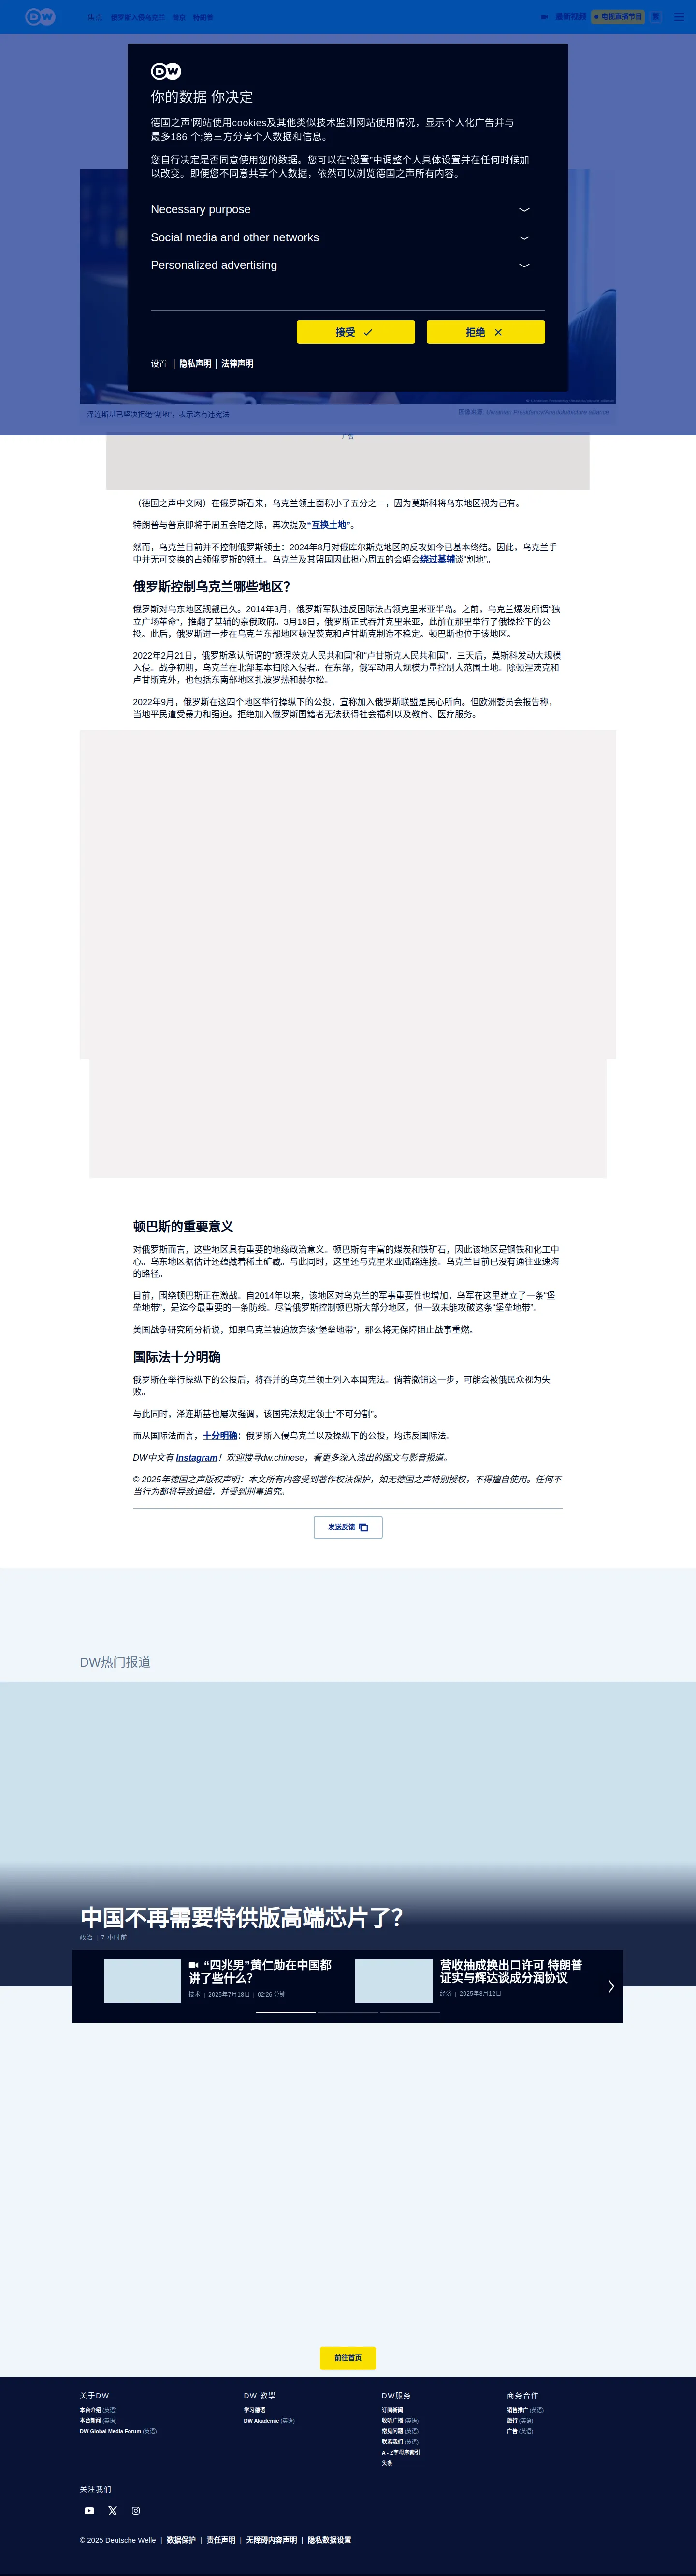 DW
热点 俄罗斯入侵乌克兰 普京 特朗普
最新视频
电视直播节目
DW
你的数据 你决定
德国之声'网站使用cookies及其他类似技术监测网站使用情况，显示个人化广告并与
最多186 个;第三方分享个人数据和信息。
您自行决定是否同意使用您的数据。您可以在“设置”中调整个人具体设置并在任何时候加
以改变。即便您不同意共享个人数据，依然可以浏览德国之声所有内容。
Necessary purpose
Social media and other networks
Personalized advertising
接受
拒绝
设置 | 隐私声明 | 法律声明
泽连斯基已坚决拒绝“割地”，表示这有违宪法
图像来源: Ukrainian Presidency/Anadolu/picture alliance
广告
（德国之声中文网）在俄罗斯看来，乌克兰领土面积小了五分之一，因为莫斯科将乌东地区视为己有。
特朗普与普京即将于周五会晤之际，再次提及“互换土地”。
然而，乌克兰目前并不控制俄罗斯领土：2024年8月对俄库尔斯克地区的反攻如今已基本终结。因此，乌克兰手
中并无可交换的占领俄罗斯的领土。乌克兰及其盟国因此担心周五的会晤会绕过基辅谈“割地”。
俄罗斯控制乌克兰哪些地区？
俄罗斯对乌东地区觊觎已久。2014年3月，俄罗斯军队违反国际法占领克里米亚半岛。之前，乌克兰爆发所谓“独
立广场革命”，推翻了基辅的亲俄政府。3月18日，俄罗斯正式吞并克里米亚，此前在那里举行了俄操控下的公
投。此后，俄罗斯进一步在乌克兰东部地区顿涅茨克和卢甘斯克制造不稳定。顿巴斯也位于该地区。
2022年2月21日，俄罗斯承认所谓的“顿涅茨克人民共和国”和“卢甘斯克人民共和国”。三天后，莫斯科发动大规模
入侵。战争初期，乌克兰在北部基本扫除入侵者。在东部，俄军动用大规模力量控制大范围土地。除顿涅茨克和
卢甘斯克外，也包括东南部地区扎波罗热和赫尔松。
2022年9月，俄罗斯在这四个地区举行操纵下的公投，宣称加入俄罗斯联盟是民心所向。但欧洲委员会报告称，
当地平民遭受暴力和强迫。拒绝加入俄罗斯国籍者无法获得社会福利以及教育、医疗服务。
顿巴斯的重要意义
对俄罗斯而言，这些地区具有重要的地缘政治意义。顿巴斯有丰富的煤炭和铁矿石，因此该地区是钢铁和化工中
心。乌东地区据估计还蕴藏着稀土矿藏。与此同时，这里还与克里米亚陆路连接。乌克兰目前已没有通往亚速海
的路径。
目前，围绕顿巴斯正在激战。自2014年以来，该地区对乌克兰的军事重要性也增加。乌军在这里建立了一条“堡
垒地带”，是迄今最重要的一条防线。尽管俄罗斯控制顿巴斯大部分地区，但一致未能攻破这条“堡垒地带”。
美国战争研究所分析说，如果乌克兰被迫放弃该“堡垒地带”，那么将无保障阻止战事重燃。
国际法十分明确
俄罗斯在举行操纵下的公投后，将吞并的乌克兰领土列入本国宪法。倘若撤销这一步，可能会被俄民众视为失
败。
与此同时，泽连斯基也屡次强调，该国宪法规定领土“不可分割”。
而从国际法而言，十分明确：俄罗斯入侵乌克兰以及操纵下的公投，均违反国际法。
DW中文有 Instagram！欢迎搜寻dw.chinese，看更多深入浅出的图文与影音报道。
© 2025年德国之声版权声明：本文所有内容受到著作权法保护，如无德国之声特别授权，不得擅自使用。任何不
当行为都将导致追偿，并受到刑事追究。
发送反馈
DW热门报道
中国不再需要特供版高端芯片了？
政治 | 7 小时前
“四兆男”黄仁勋在中国都
讲了些什么？
技术 | 2025年7月18日 | 02:26 分钟
营收抽成换出口许可 特朗普
证实与辉达谈成分润协议
经济 | 2025年8月12日
前往首页
关于DW
本台介绍 (英语)
本台新闻 (英语)
DW Global Media Forum (英语)
DW 教學
学习德语
DW Akademie (英语)
DW服务
订阅新闻
收听广播 (英语)
常见问题 (英语)
联系我们 (英语)
A - Z字母序索引
头条
商务合作
销售推广 (英语)
旅行 (英语)
广告 (英语)
关注我们
© 2025 Deutsche Welle | 数据保护 | 责任声明 | 无障碍内容声明 | 隐私数据设置